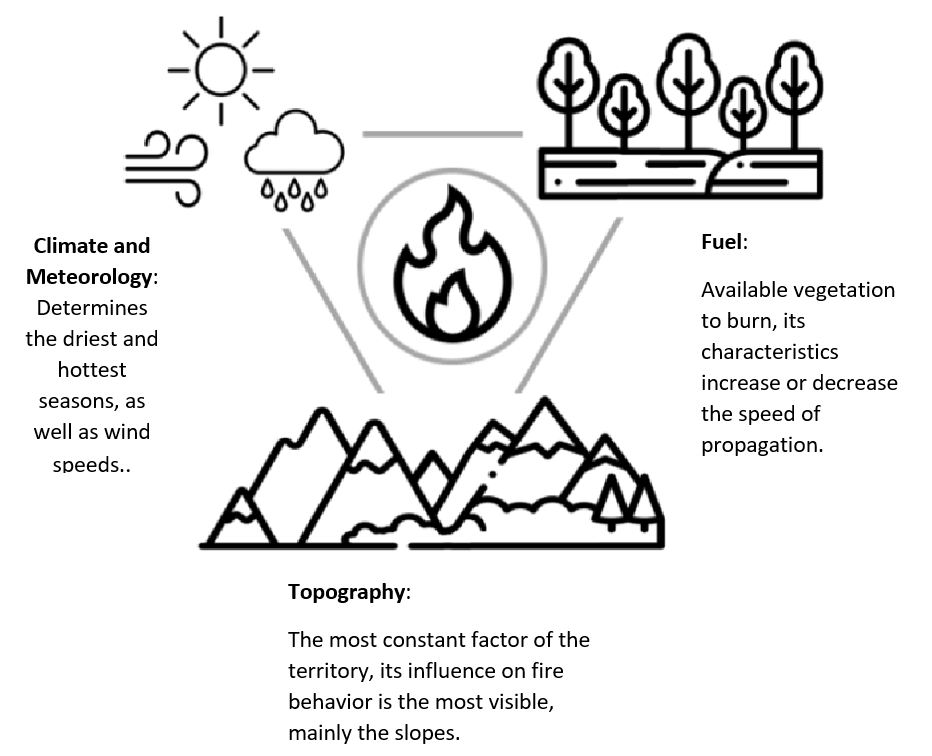 Climate and
Meteorology:
Determines
the driest and
hottest
seasons, as
well as wind
speeds..
Fuel:
Available vegetation
to burn, its
characteristics
increase or decrease
the speed of
propagation.
Topography:
The most constant factor of the
territory, its influence on fire
behavior is the most visible,
mainly the slopes.